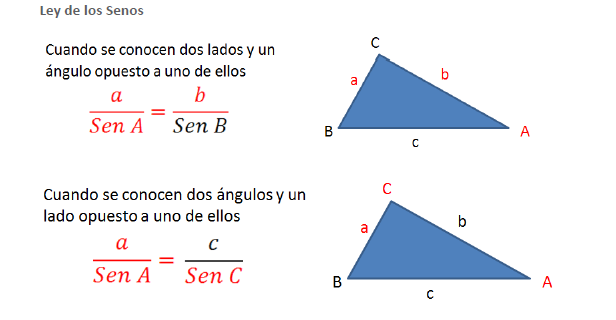 Ley de los Senos
Cuando se conocen dos lados y un
ángulo opuesto a uno de ellos
a / Sen A = b / Sen B
C
a
b
B
c
A
Cuando se conocen dos ángulos y un
lado opuesto a uno de ellos
a / Sen A = c / Sen C
C
a
b
B
c
A